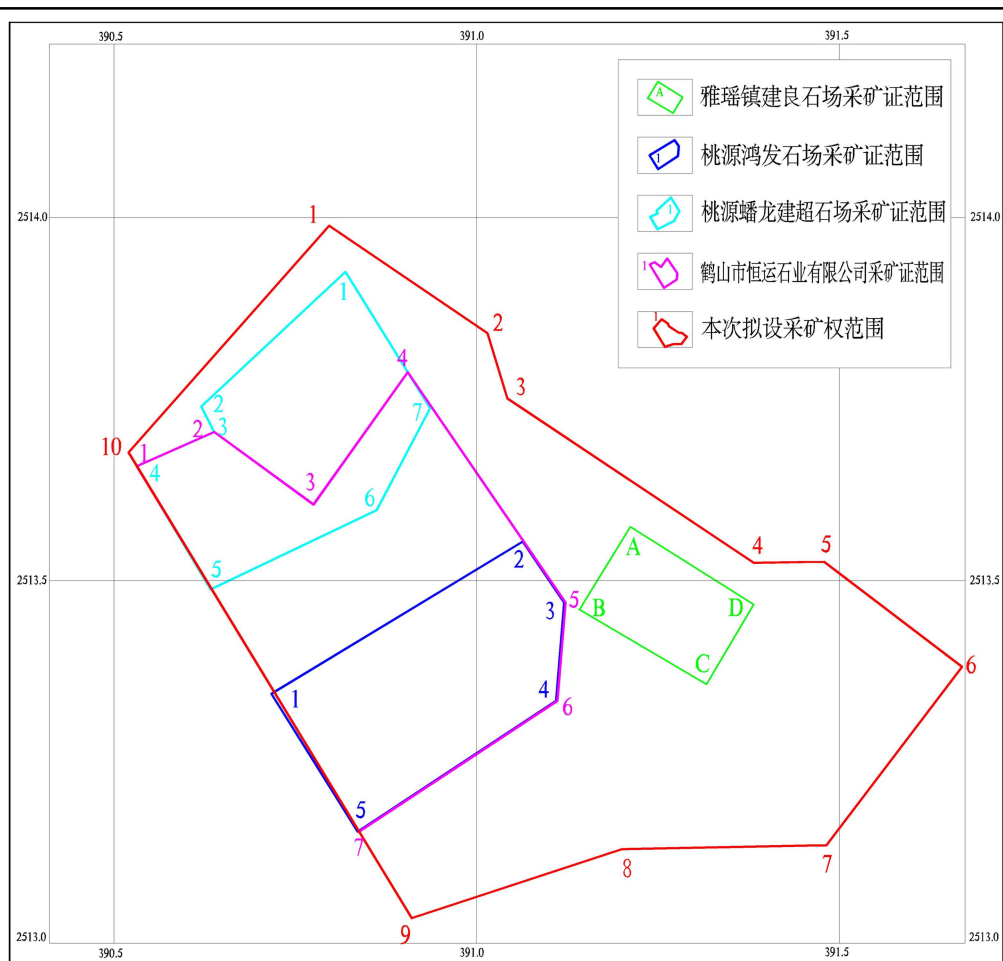 390.5 391.0 391.5
A 雅瑶镇建良石场采矿证范围
1 桃源鸿发石场采矿证范围
1 桃源蟠龙建超石场采矿证范围
1 鹤山市恒运石业有限公司采矿证范围
1 本次拟设采矿权范围
2514.0 2514.0
1
1
2
4
3
2 7
2 3
10 1
4
3 6
4 5
A
2
5
5
3 B D
C 6
1 4 6
5
7
8 7
9
2513.5 2513.5
2513.0 2513.0
390.5 391.0 391.5